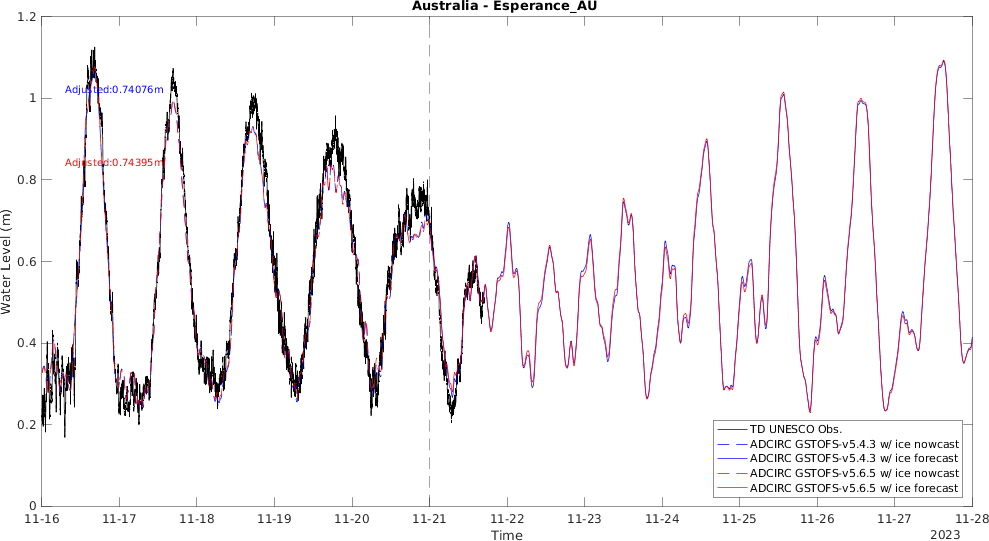 Australia - Esperance_AU
1.2
1
0.8
0.6
0.4
0.2
0
Water Level (m)
Adjusted:0.74076m
Adjusted:0.74395m
TD UNESCO Obs.
ADCIRC GSTOFS-v5.4.3 w/ ice nowcast
ADCIRC GSTOFS-v5.4.3 w/ ice forecast
ADCIRC GSTOFS-v5.6.5 w/ ice nowcast
ADCIRC GSTOFS-v5.6.5 w/ ice forecast
11-16 11-17 11-18 11-19 11-20 11-21 11-22 11-23 11-24 11-25 11-26 11-27 11-28
Time
2023